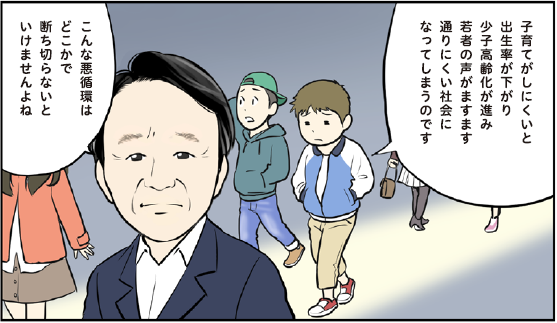 子育てがしにくいと
出生率が下がり
少子高齢化が進み
若者の声がますます
通りにくい社会に
なってしまうのです
こんな悪循環は
どこかで
断ち切らないと
いけませんよね